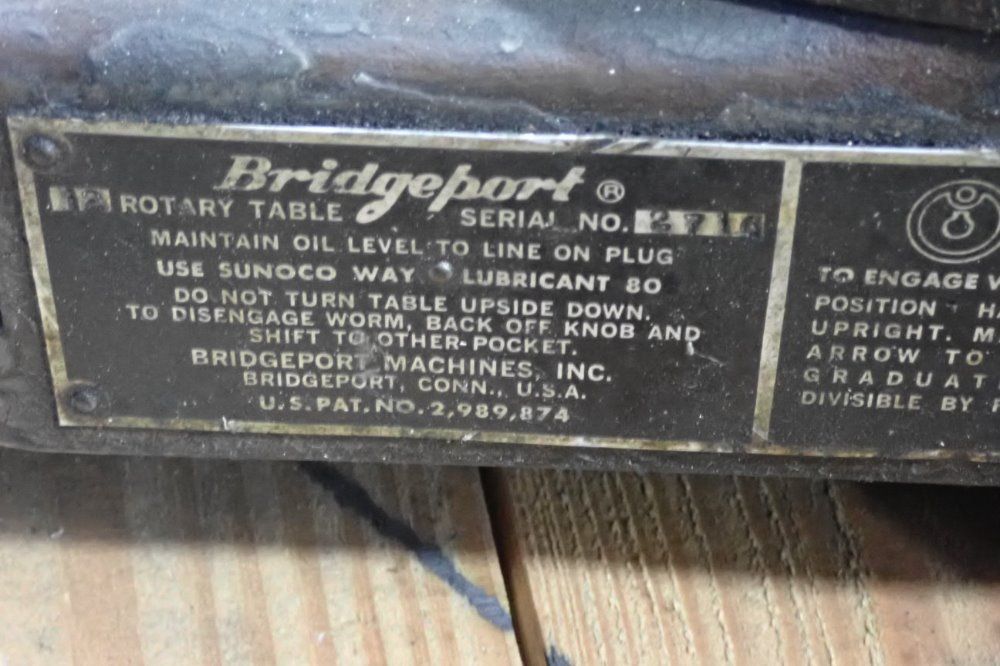 Bridgeport ®
12 ROTARY TABLE SERIAL NO.
MAINTAIN OIL LEVEL TO LINE ON PLUG
USE SUNOCO WAY LUBRICANT 80
DO NOT TURN TABLE UPSIDE DOWN.
TO DISENGAGE WORM, BACK OFF KNOB AND
SHIFT TO OTHER POCKET.
BRIDGEPORT MACHINES, INC.
BRIDGEPORT, CONN., U.S.A.
U.S. PAT. NO. 2,989,874
TO ENGAGE
POSITION
UPRIGHT.
ARROW TO
GRADUAT
DIVISIBLE BY